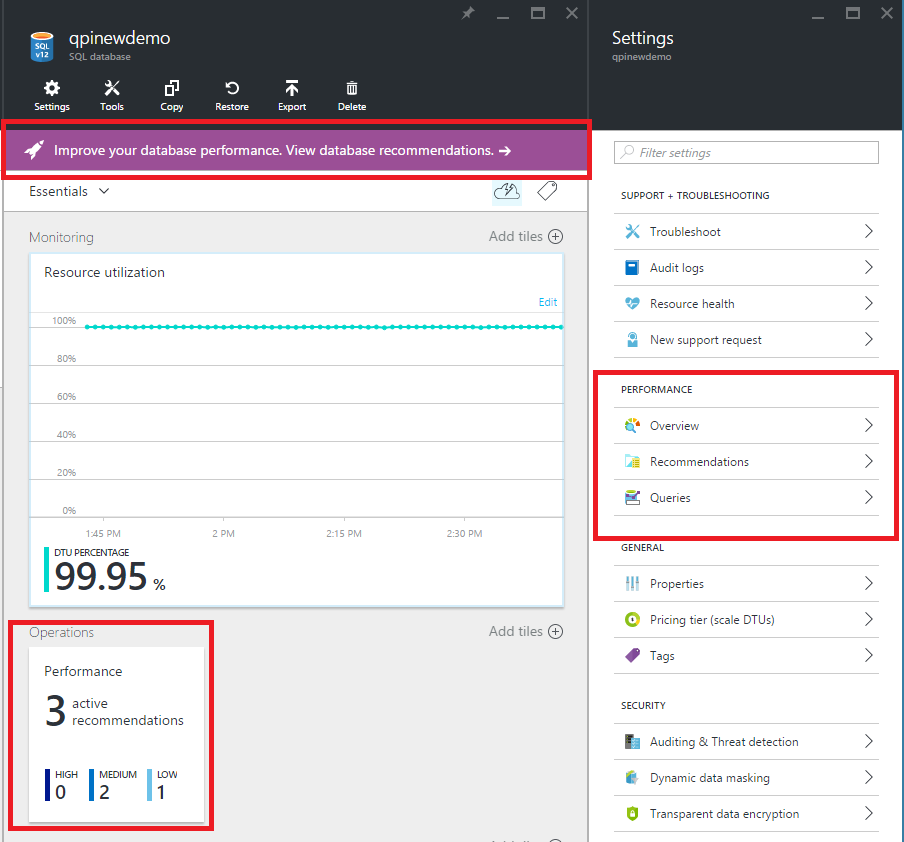 qpinewdemo
SQL database
SQL
v12
Settings
Tools
Copy
Restore
Export
Delete
Improve your database performance. View database recommendations. →
Essentials
Monitoring
Add tiles
Resource utilization
Edit
100%
80%
60%
40%
20%
0%
1:45 PM
2 PM
2:15 PM
2:30 PM
DTU PERCENTAGE
99.95 %
Operations
Add tiles
Performance
3 active
recommendations
HIGH
0
MEDIUM
2
LOW
1
Settings
qpinewdemo
Filter settings
SUPPORT + TROUBLESHOOTING
Troubleshoot
Audit logs
Resource health
New support request
PERFORMANCE
Overview
Recommendations
Queries
GENERAL
Properties
Pricing tier (scale DTUs)
Tags
SECURITY
Auditing & Threat detection
Dynamic data masking
Transparent data encryption